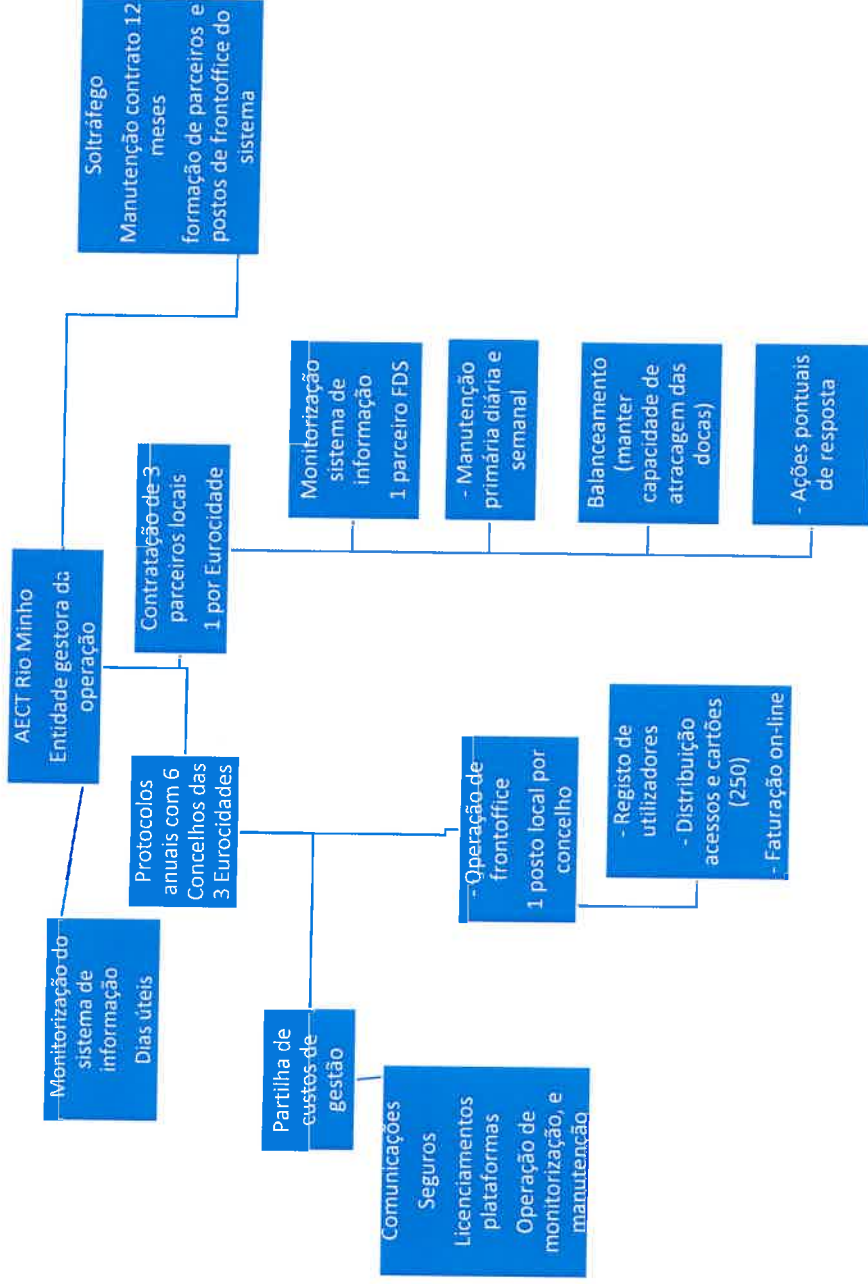 AECT Rio Minho
Entidade gestora da
operação
Monitorização do
sistema de
informação
Dias úteis
Protocolos
anuais com 6
Concelhos das
3 Eurocidades
Contratação de 3
parceiros locais
1 por Eurocidade
Soltráfego
Manutenção contrato 12
meses
formação de parceiros e
postos de frontoffice do
sistema
Partilha de
custos de
gestão
Comunicações
Seguros
Licenciamentos
plataformas
Operação de
monitorização, e
manutenção
- Operação de
frontoffice
1 posto local por
concelho
- Registo de
utilizadores
- Distribuição
acessos e cartões
(250)
- Faturação on-line
Monitorização
sistema de
informação
1 parceiro FDS
- Manutenção
primária diária e
semanal
Balanceamento
(manter
capacidade de
atracagem das
docas)
- Ações pontuais
de resposta